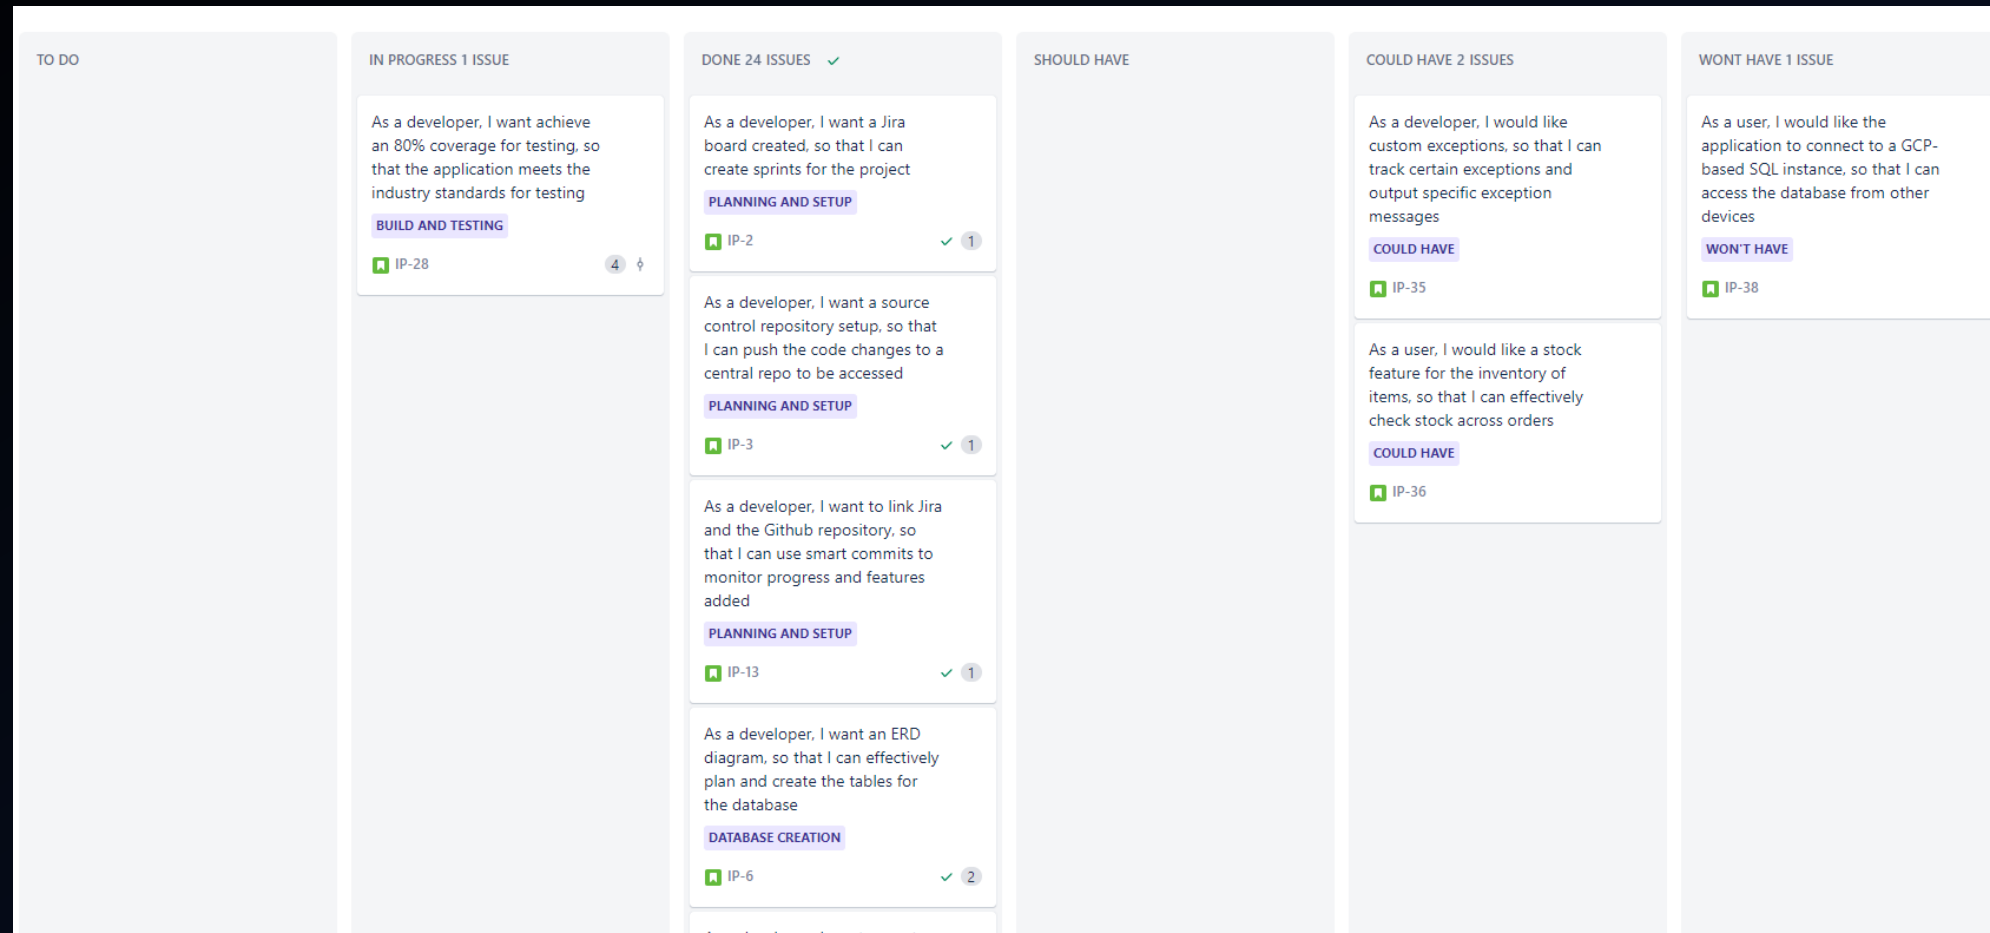 TO DO
IN PROGRESS 1 ISSUE
As a developer, I want achieve
an 80% coverage for testing, so
that the application meets the
industry standards for testing
BUILD AND TESTING
IP-28
4
DONE 24 ISSUES
As a developer, I want a Jira
board created, so that I can
create sprints for the project
PLANNING AND SETUP
IP-2
1
As a developer, I want a source
control repository setup, so that
I can push the code changes to a
central repo to be accessed
PLANNING AND SETUP
IP-3
1
As a developer, I want to link Jira
and the Github repository, so
that I can use smart commits to
monitor progress and features
added
PLANNING AND SETUP
IP-13
1
As a developer, I want an ERD
diagram, so that I can effectively
plan and create the tables for
the database
DATABASE CREATION
IP-6
2
SHOULD HAVE
COULD HAVE 2 ISSUES
As a developer, I would like
custom exceptions, so that I can
track certain exceptions and
output specific exception
messages
COULD HAVE
IP-35
As a user, I would like a stock
feature for the inventory of
items, so that I can effectively
check stock across orders
COULD HAVE
IP-36
WONT HAVE 1 ISSUE
As a user, I would like the
application to connect to a GCP-
based SQL instance, so that I can
access the database from other
devices
WON'T HAVE
IP-38